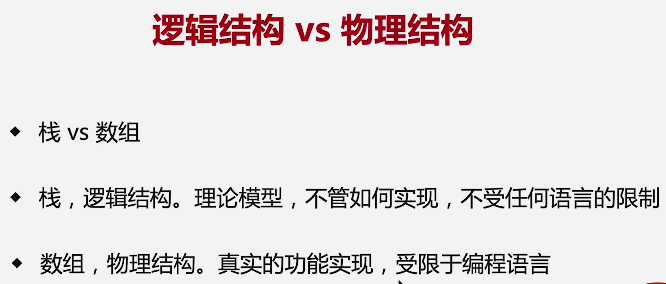 逻辑结构 vs 物理结构
栈 vs 数组
栈，逻辑结构。理论模型，不管如何实现，不受任何语言的限制
数组，物理结构。真实的功能实现，受限于编程语言